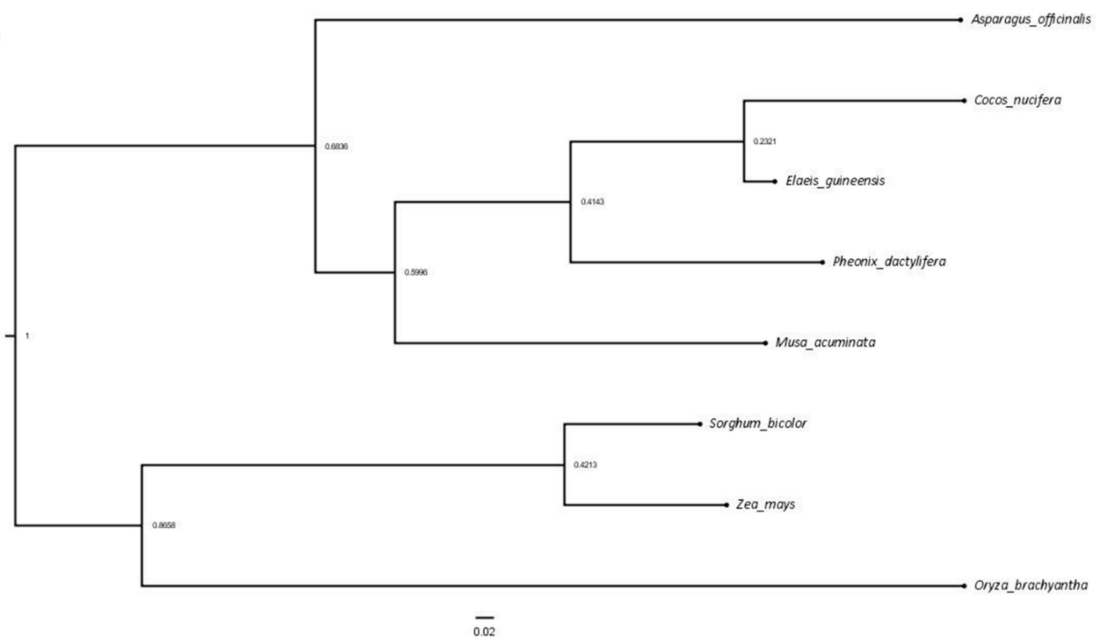 Asparagus_officinalis
Cocos_nucifera
0.2321
0.6836
Elaeis_guineensis
0.4143
Pheonix_dactylifera
0.5996
1
Musa_acuminata
Sorghum_bicolor
0.4213
Zea_mays
0.8658
Oryza_brachyantha
0.02